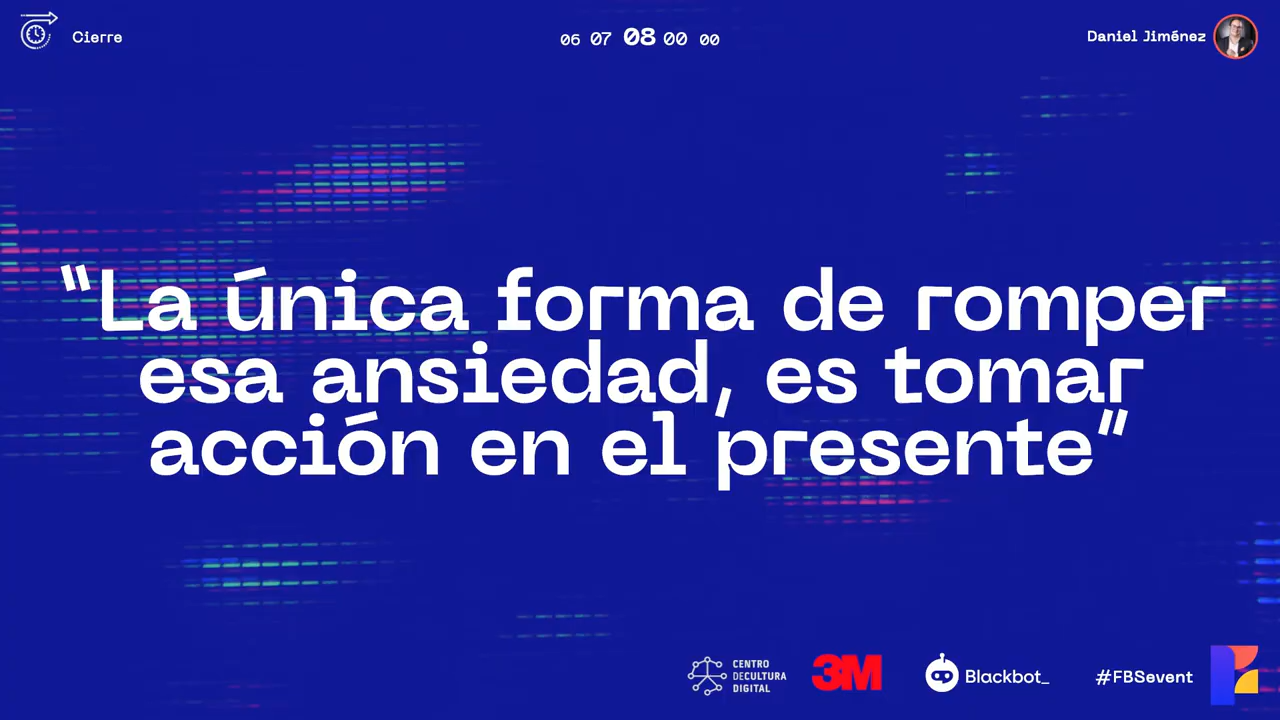 Cierre
06 07 08 00 00
Daniel Jiménez
"La única forma de romper
esa ansiedad, es tomar
acción en el presente"
CENTRO
DECULTURA
DIGITAL
3M
Blackbot_
#FBSevent